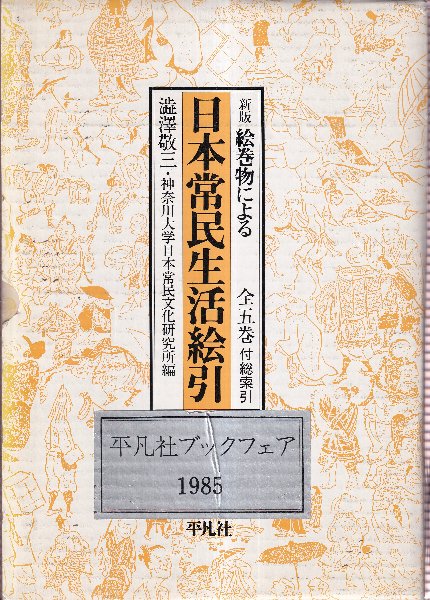 新版 絵巻物による 全五巻 付総索引
日本常民生活絵引
澁澤敬三・神奈川大学日本常民文化研究所編
平凡社ブックフェア
1985
平凡社